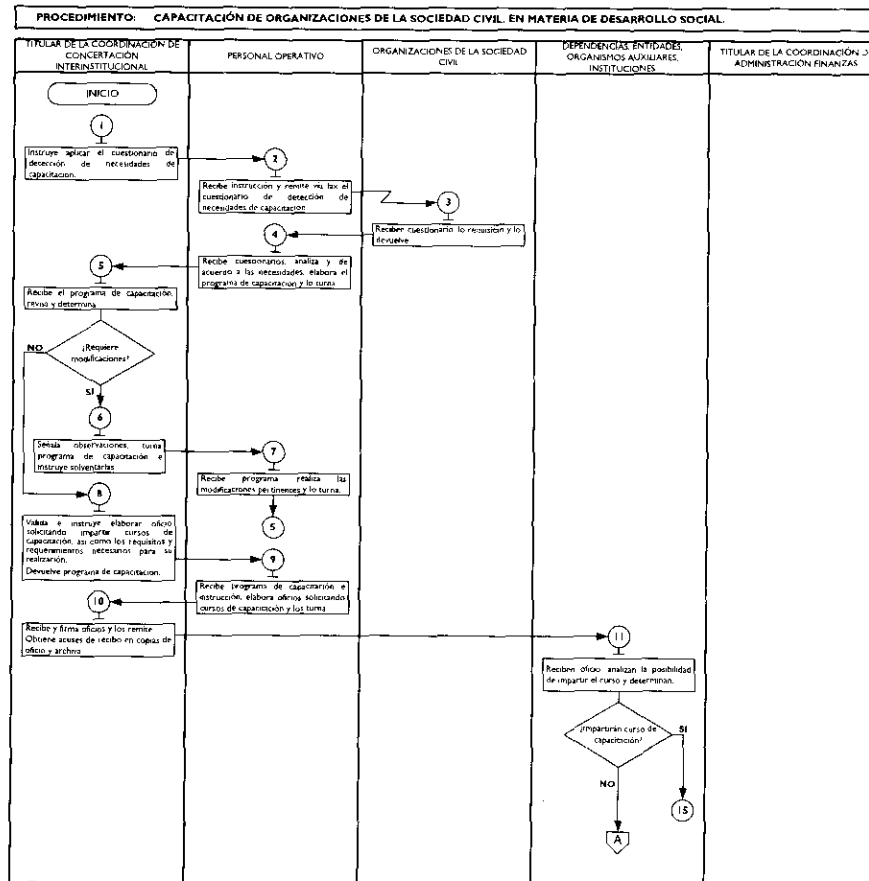 PROCEDIMIENTO: CAPACITACIÓN DE ORGANIZACIONES DE LA SOCIEDAD CIVIL, EN MATERIA DE DESARROLLO SOCIAL.
TITULAR DE LA COORDINACIÓN DE
CONCERTACIÓN
INTERINSTITUCIONAL
PERSONAL OPERATIVO
ORGANIZACIONES DE LA SOCIEDAD
CIVIL
DEPENDENCIAS, ENTIDADES,
ORGANISMOS AUXILIARES,
INSTITUCIONES
TITULAR DE LA COORDINACIÓN
ADMINISTRACIÓN FINANZAS
INICIO
1
Instruye aplicar el cuestionario de
detección de necesidades de
capacitacion.
2
Recibe instrucción y remite vía fax el
cuestionario de detección de
necesidades de capacitacion
3
Reciben cuestionario lo requisitan y lo
devuelve
4
Recibe cuestionarios, analiza y de
acuerdo a las necesidades, elabora el
programa de capacitación y lo turna
5
Recibe el programa de capacitación,
revisa y determina
¿Requiere
modificaciones?
NO
SI
6
Señala observaciones, turna
programa de capacitación e
instruye solventarlas
7
Recibe programa realiza las
modificaciones pertinentes y lo turna.
5
8
Valida e instruye elaborar oficio
solicitando impartir cursos de
capacitación, así como los requisitos y
requerimientos necesarios para su
realización.
Devuelve programa de capacitacion.
9
Recibe programa de capacitación e
instrucción, elabora oficios solicitando
cursos de capacitición y los turna
10
Recibe y firma oficios y los remite
Obtiene acuses de recibo en copias de
oficio y archiva
11
Reciben oficio analizan la posibilidad
de impartir el curso y determinan.
¿Impartirán curso de
capacitación?
SI
NO
15
A